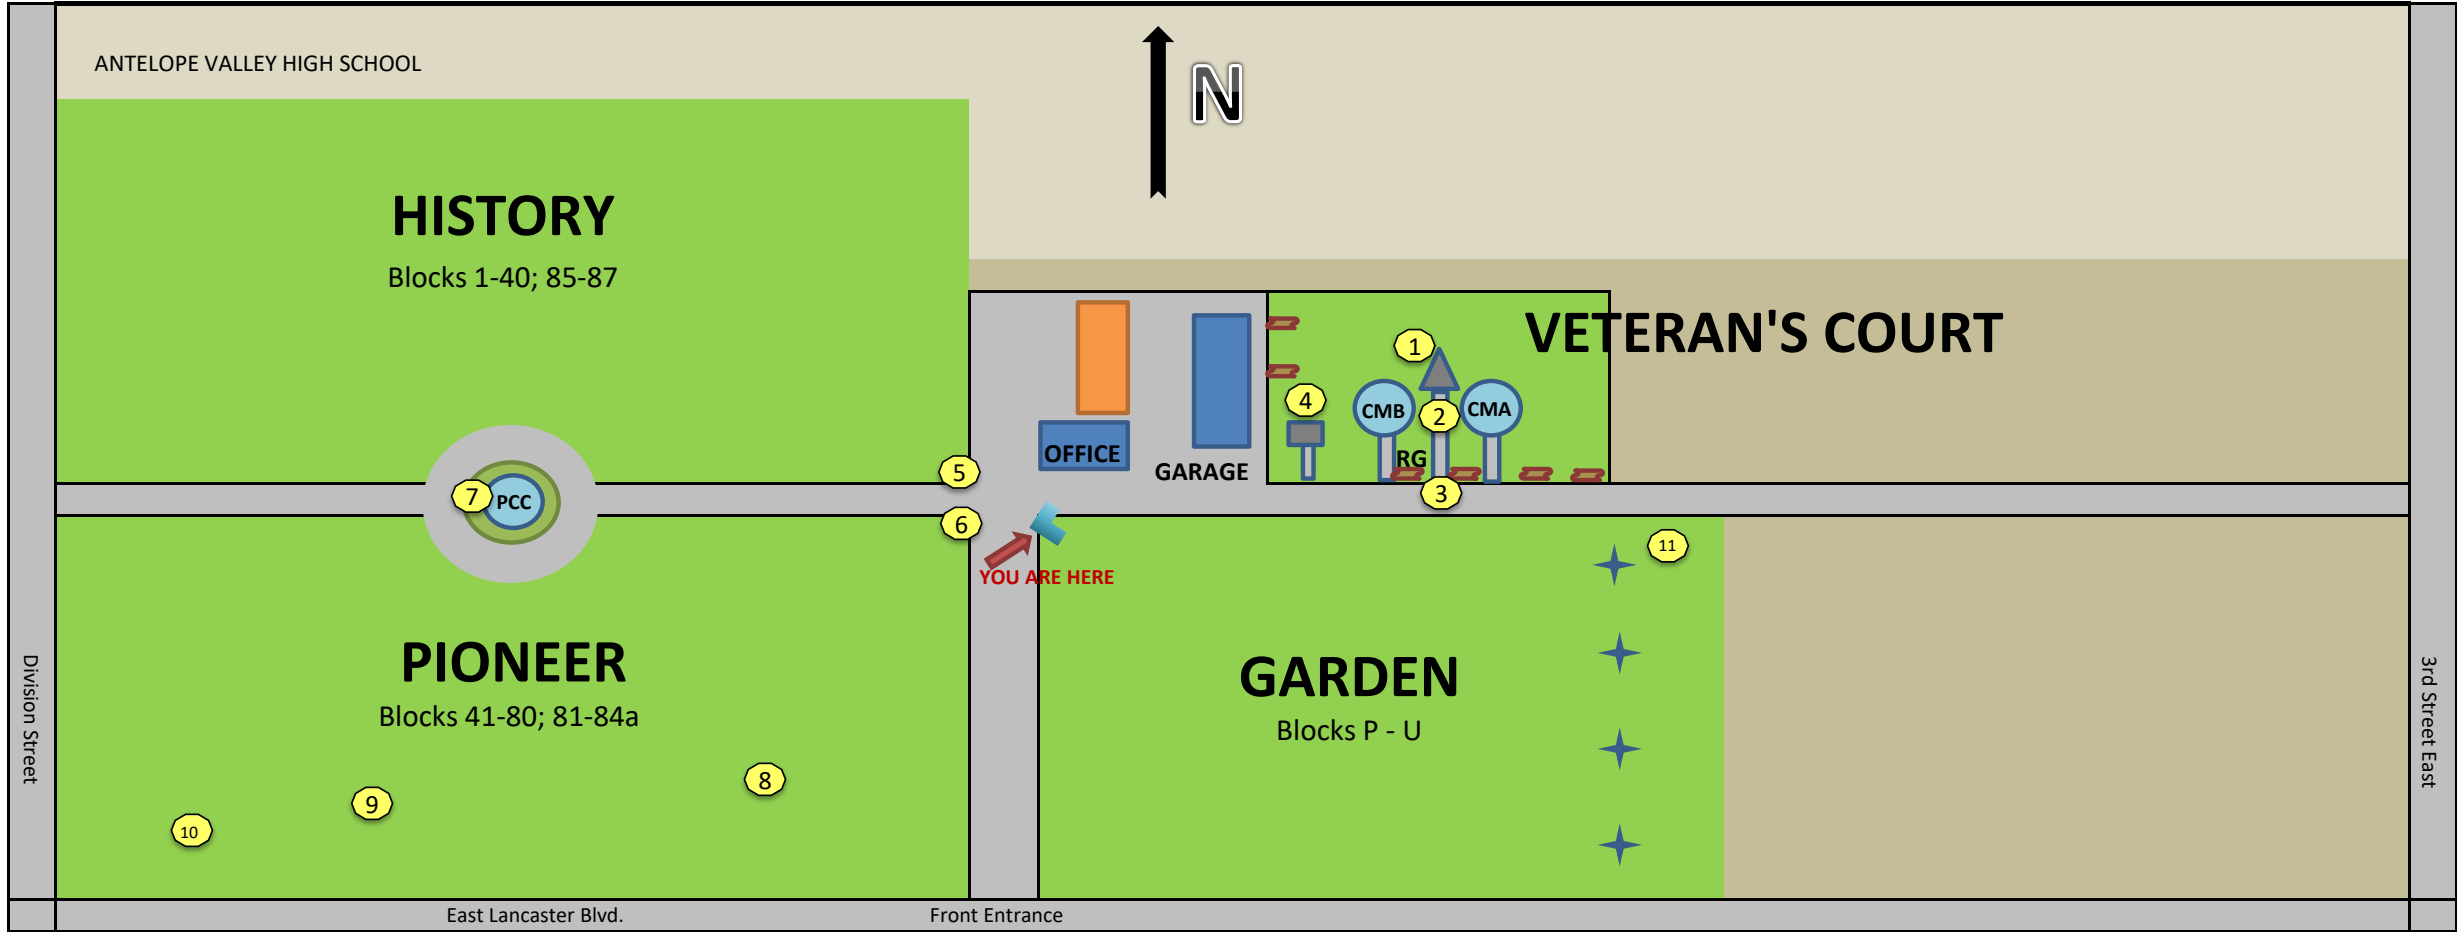 ANTELOPE VALLEY HIGH SCHOOL
N
HISTORY
Blocks 1-40; 85-87
VETERAN'S COURT
1
4
CMB
2
CMA
OFFICE
GARAGE
RG
5
7
PCC
3
6
11
YOU ARE HERE
PIONEER
Blocks 41-80; 81-84a
GARDEN
Blocks P - U
Division Street
3rd Street East
8
9
10
East Lancaster Blvd.
Front Entrance